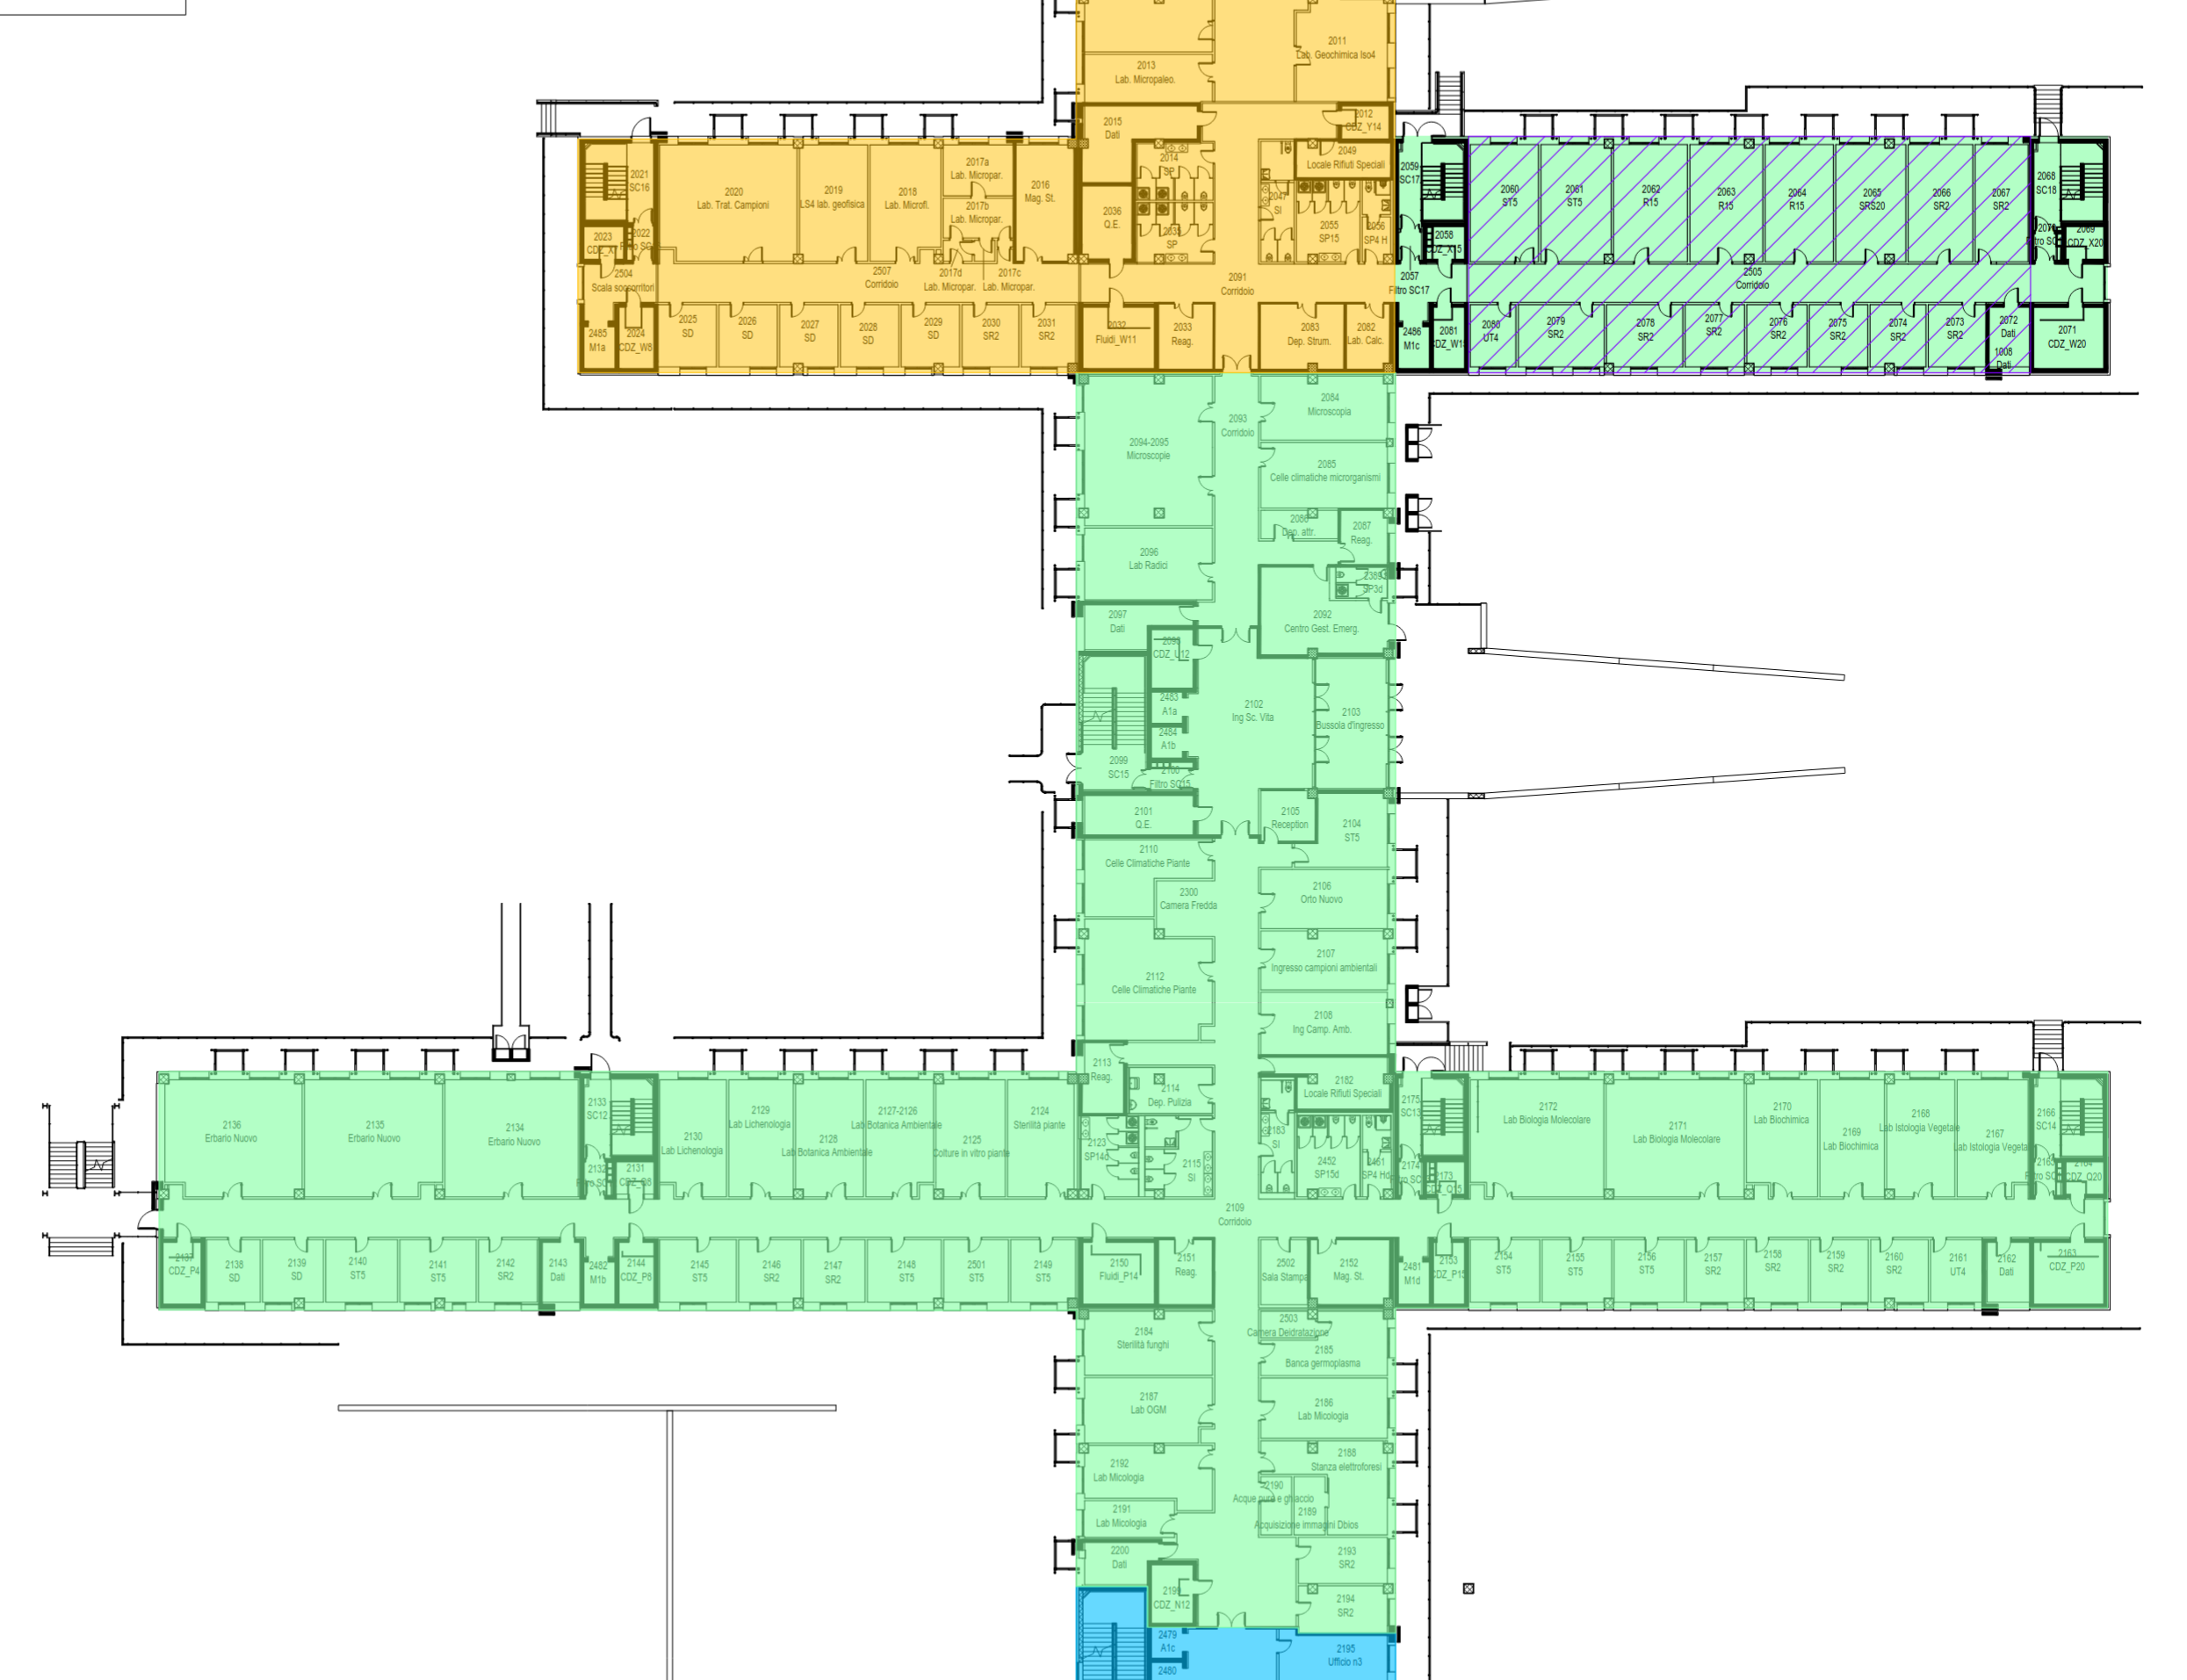 2011
Lab. Geochimica Iso4
2013
Lab. Micropaleo.
2015
Dati
2012
CDZ_Y14
2014
SP
2049
Locale Rifiuti Speciali
2036
Q.E.
SP
2047
SI
2055
SP15
2056
SP4 H
2021
SC16
2020
Lab. Trat. Campioni
2019
LS4 lab. geofisica
2018
Lab. Microfl.
2017a
Lab. Micropar.
2017b
Lab. Micropar.
2016
Mag. St.
2023
2022
2504
Scala soccorritori
2507
Corridoio
2017d
Lab. Micropar.
2017c
Lab. Micropar.
2091
Corridoio
2485
M1a
2024
CDZ_W8
2025
SD
2026
SD
2027
SD
2028
SD
2029
SD
2030
SR2
2031
SR2
2032
Fluidi_W11
2033
Reag.
2083
Dep. Strum.
2082
Lab. Calc.
2059
SC17
2058
2057
Filtro SC17
2486
M1c
2081
2060
ST5
2061
ST5
2062
R15
2063
R15
2064
R15
2065
SRS20
2066
SR2
2067
SR2
2068
SC18
2069
CDZ_X20
2505
Corridoio
2080
UT4
2079
SR2
2078
SR2
2077
SR2
2076
SR2
2075
SR2
2074
SR2
2073
SR2
2072
Dati
1008
Dati
2071
CDZ_W20
2094-2095
Microscopie
2093
Corridoio
2084
Microscopia
2085
Celle climatiche microrganismi
2086
Dep. attr.
2087
Reag.
2096
Lab Radici
2389
SP3d
2092
Centro Gest. Emerg.
2097
Dati
CDZ_U12
2483
A1a
2484
A1b
2102
Ing Sc. Vita
2103
Bussola d'ingresso
2099
SC15
2100
Filtro SC15
2101
Q.E.
2105
Reception
2104
ST5
2110
Celle Climatiche Piante
2300
Camera Fredda
2106
Orto Nuovo
2107
Ingresso campioni ambientali
2112
Celle Climatiche Piante
2108
Ing Camp. Amb.
2113
Reag.
2114
Dep. Pulizia
2182
Locale Rifiuti Speciali
2123
SP14d
2115
SI
2183
SI
2452
SP15d
2451
SP4 Hd
2136
Erbario Nuovo
2135
Erbario Nuovo
2134
Erbario Nuovo
2133
SC12
2132
2131
2130
Lab Lichenologia
2129
Lab Lichenologia
2128
Lab Botanica Ambientale
2127-2126
Lab Botanica Ambientale
2125
Colture in vitro piante
2124
Sterilità piante
2175
SC13
2174
2173
CDZ_Q15
2172
Lab Biologia Molecolare
2171
Lab Biologia Molecolare
2170
Lab Biochimica
2169
Lab Biochimica
2168
Lab Istologia Vegetale
2167
Lab Istologia Vegetale
2166
SC14
2165
2164
CDZ_Q20
2109
Corridoio
2137
CDZ_P4
2138
SD
2139
SD
2140
ST5
2141
ST5
2142
SR2
2143
Dati
2482
M1b
2144
CDZ_P8
2145
ST5
2146
SR2
2147
SR2
2148
ST5
2501
ST5
2149
ST5
2150
Fluidi_P14
2151
Reag.
2502
Sala Stampa
2152
Mag. St.
2481
M1d
2153
CDZ_P15
2154
ST5
2155
ST5
2156
ST5
2157
SR2
2158
SR2
2159
SR2
2160
SR2
2161
UT4
2162
Dati
2163
CDZ_P20
2184
Sterilità funghi
2503
Camera Deidratazione
2185
Banca germoplasma
2187
Lab OGM
2186
Lab Micologia
2192
Lab Micologia
2188
Stanza elettroforesi
2190
Acque pure e ghiaccio
2189
Acquisizione immagini Dbios
2191
Lab Micologia
2200
Dati
2193
SR2
2199
CDZ_N12
2194
SR2
2479
A1c
2480
2195
Ufficio n3